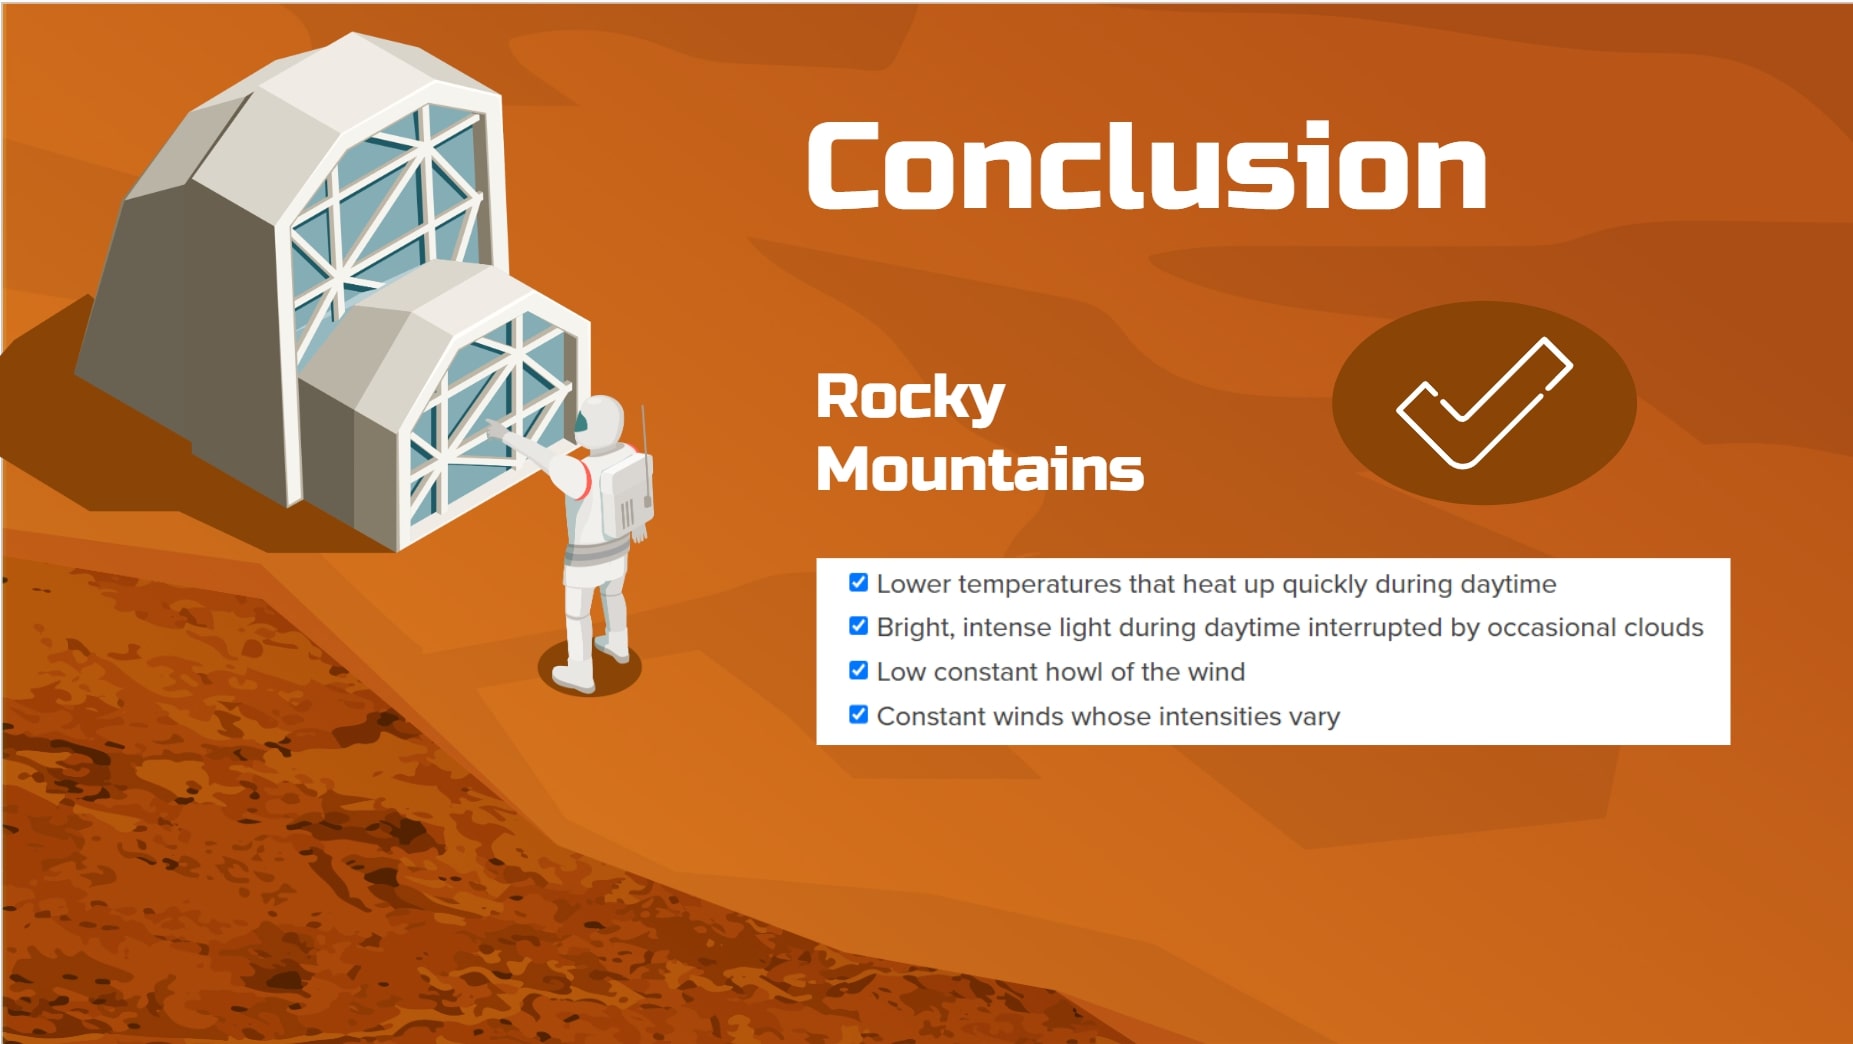 Conclusion
Rocky
Mountains
Lower temperatures that heat up quickly during daytime
Bright, intense light during daytime interrupted by occasional clouds
Low constant howl of the wind
Constant winds whose intensities vary